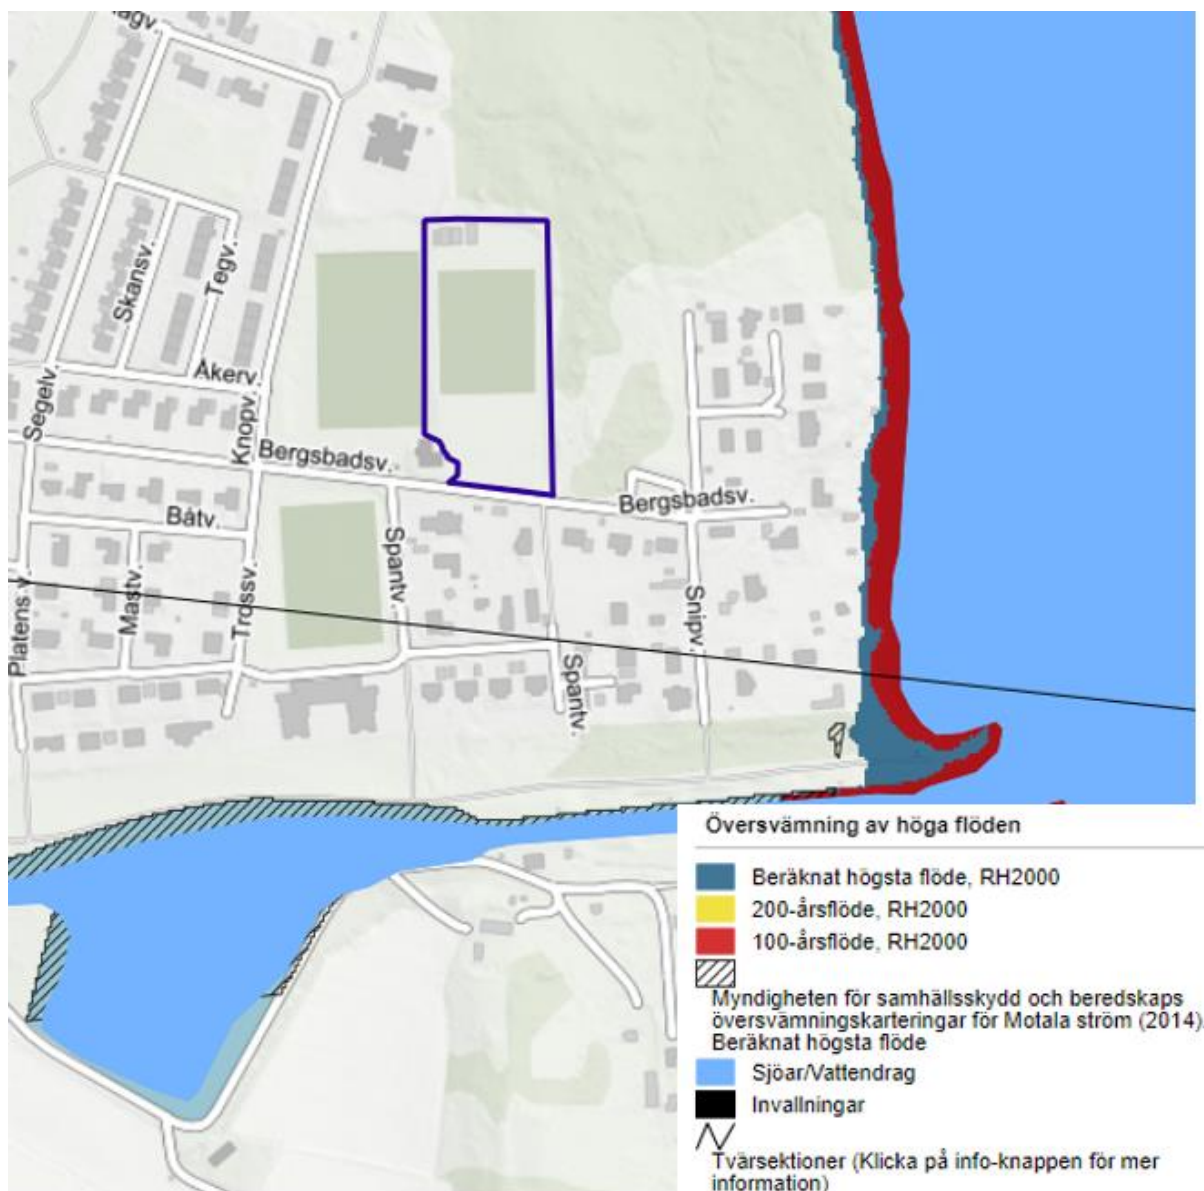 Skansv.
Tegv.
Åkerv.
Segelv.
Knopv.
Bergsbadsv.
Bergsbadsv.
Båtv.
Spantv.
Platens v.
Mastv.
Trossv.
Snipv.
Spantv.
Översvämning av höga flöden
Beräknat högsta flöde, RH2000
200-årsflöde, RH2000
100-årsflöde, RH2000
Myndigheten för samhällsskydd och beredskaps
översvämningskarteringar för Motala ström (2014)
Beräknat högsta flöde
Sjöar/Vattendrag
Invallningar
Tvärsektioner (Klicka på info-knappen för mer
information)